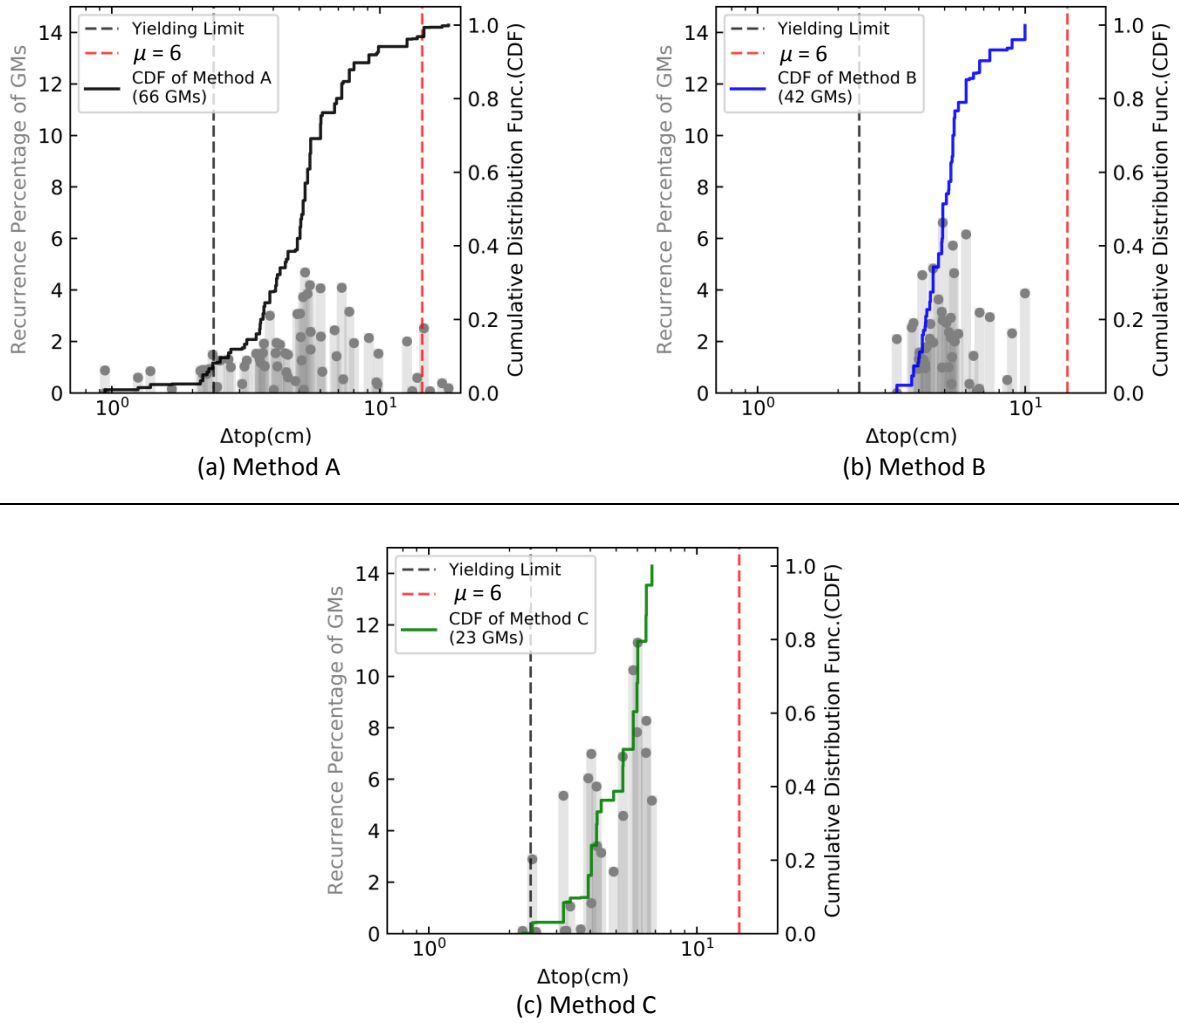 Recurrence Percentage of GMs
14
12
10
8
6
4
2
0
Yielding Limit
μ = 6
CDF of Method A
(66 GMs)
1.0
0.8
0.6
0.4
0.2
0.0
Cumulative Distribution Func.(CDF)
10⁰
10¹
Δtop(cm)
(a) Method A
Recurrence Percentage of GMs
14
12
10
8
6
4
2
0
Yielding Limit
μ = 6
CDF of Method B
(42 GMs)
1.0
0.8
0.6
0.4
0.2
0.0
Cumulative Distribution Func.(CDF)
10⁰
10¹
Δtop(cm)
(b) Method B
Recurrence Percentage of GMs
14
12
10
8
6
4
2
0
Yielding Limit
μ = 6
CDF of Method C
(23 GMs)
1.0
0.8
0.6
0.4
0.2
0.0
Cumulative Distribution Func.(CDF)
10⁰
10¹
Δtop(cm)
(c) Method C